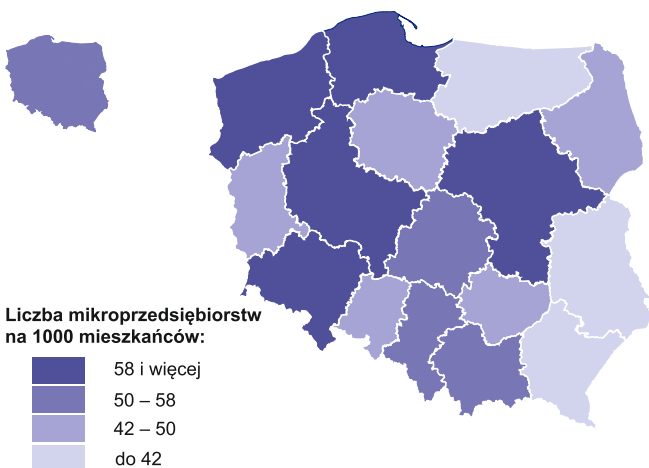 Liczba mikroprzedsiębiorstw
na 1000 mieszkańców:
58 i więcej
50 – 58
42 – 50
do 42